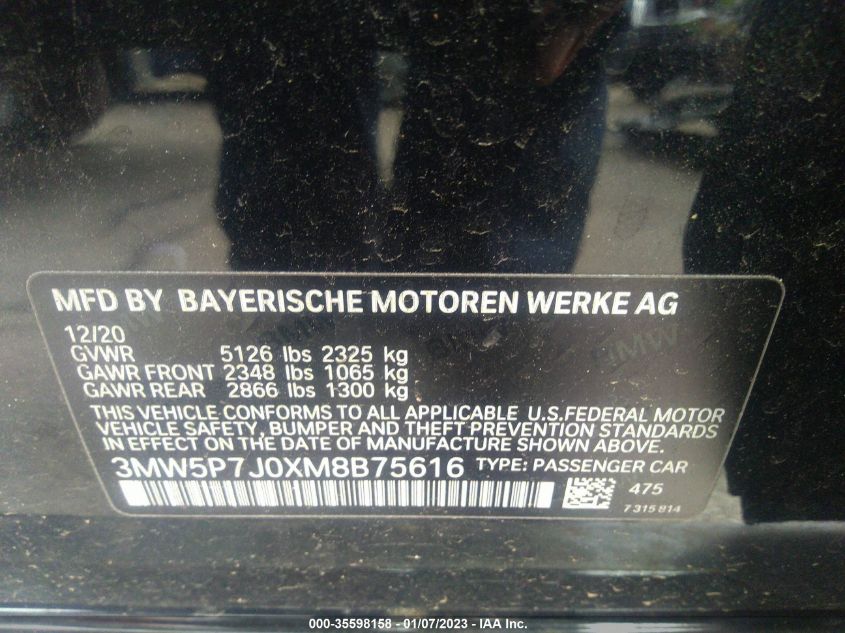 MFD BY BAYERISCHE MOTOREN WERKE AG
12/20
GVWR 5126 lbs 2325 kg
GAWR FRONT 2348 lbs 1065 kg
GAWR REAR 2866 lbs 1300 kg
THIS VEHICLE CONFORMS TO ALL APPLICABLE U.S.FEDERAL MOTOR
VEHICLE SAFETY, BUMPER AND THEFT PREVENTION STANDARDS
IN EFFECT ON THE DATE OF MANUFACTURE SHOWN ABOVE.
3MW5P7J0XM8B75616 TYPE: PASSENGER CAR
475
7 315 814
000-35598158 - 01/07/2023 - IAA Inc.